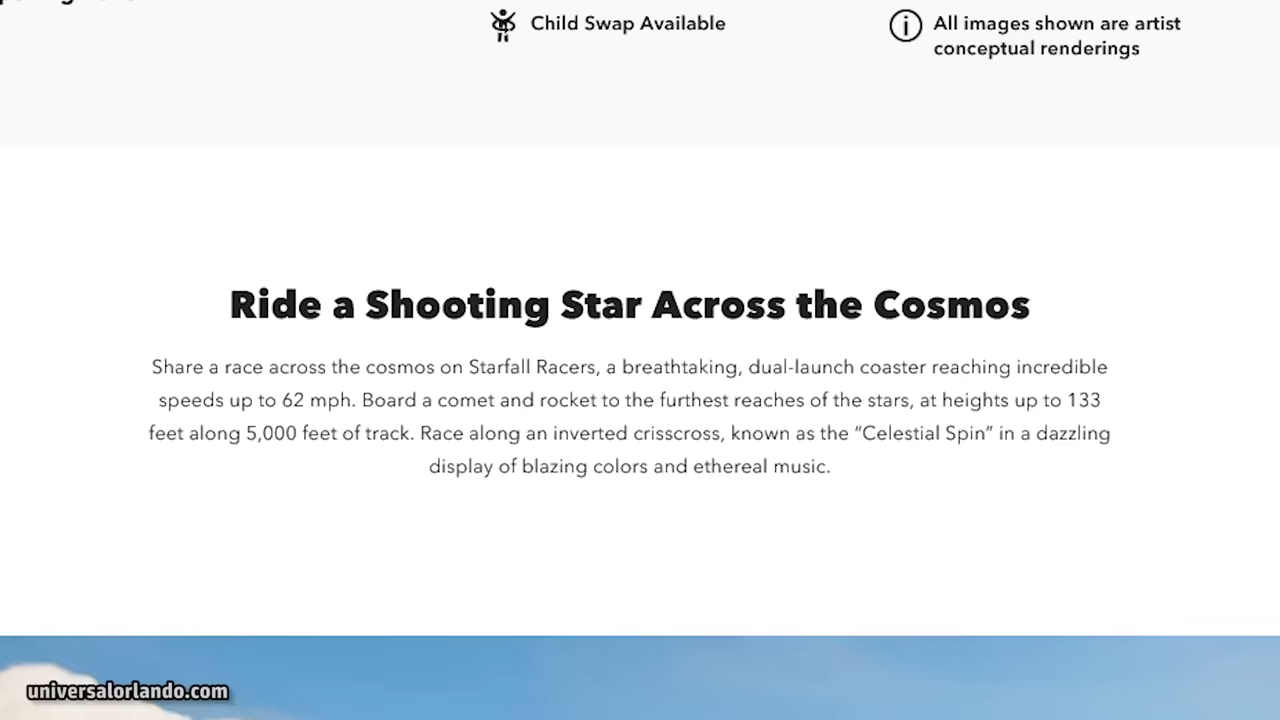 Child Swap Available
All images shown are artist
conceptual renderings
Ride a Shooting Star Across the Cosmos
Share a race across the cosmos on Starfall Racers, a breathtaking, dual-launch coaster reaching incredible
speeds up to 62 mph. Board a comet and rocket to the furthest reaches of the stars, at heights up to 133
feet along 5,000 feet of track. Race along an inverted crisscross, known as the “Celestial Spin” in a dazzling
display of blazing colors and ethereal music.
universalorlando.com